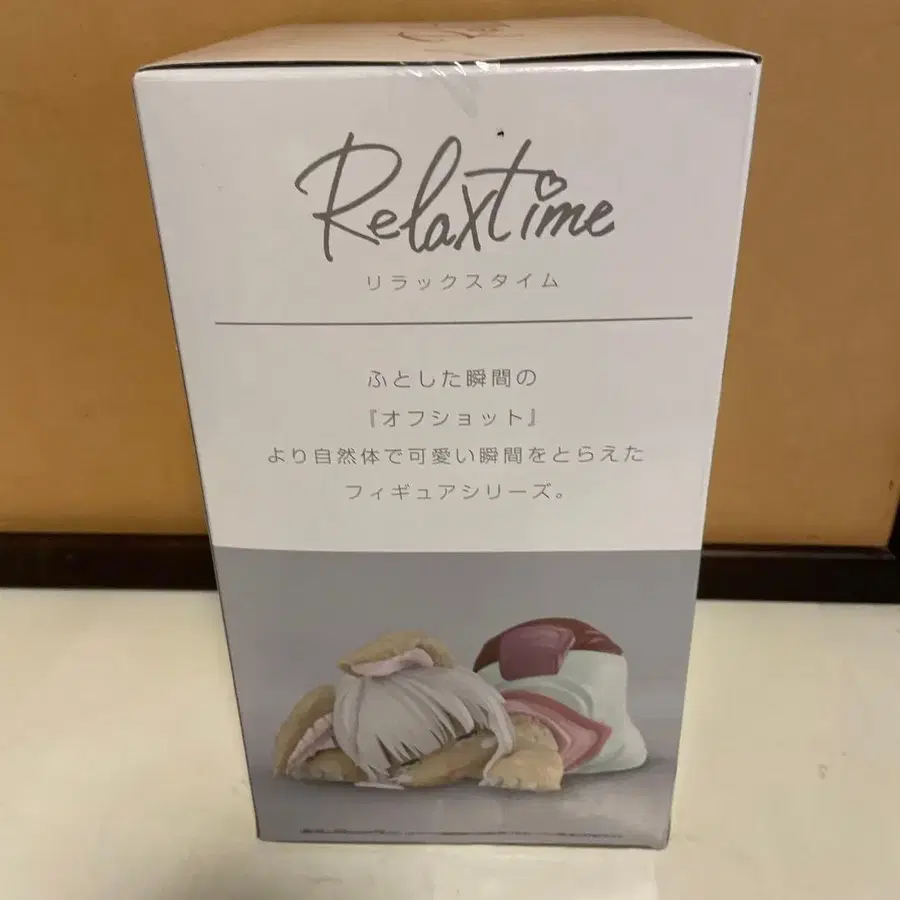 Relaxtime
リラックスタイム
ふとした瞬間の
『オフショット』
より自然体で可愛い瞬間をとらえた
フィギュアシリーズ。